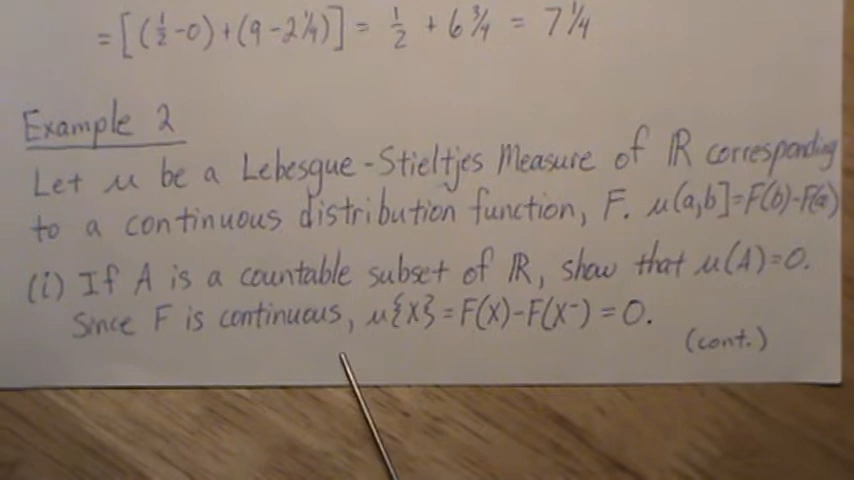 = [(½-0)+(9-2¼)] = ½ + 6¾ = 7¼
Example 2
Let μ be a Lebesgue-Stieltjes Measure of ℝ corresponding
to a continuous distribution function, F. μ(a,b]=F(b)-F(a)
(i) If A is a countable subset of ℝ, show that μ(A)=0.
Since F is continuous, μ{x}=F(x)-F(x⁻)=0.
(cont.)